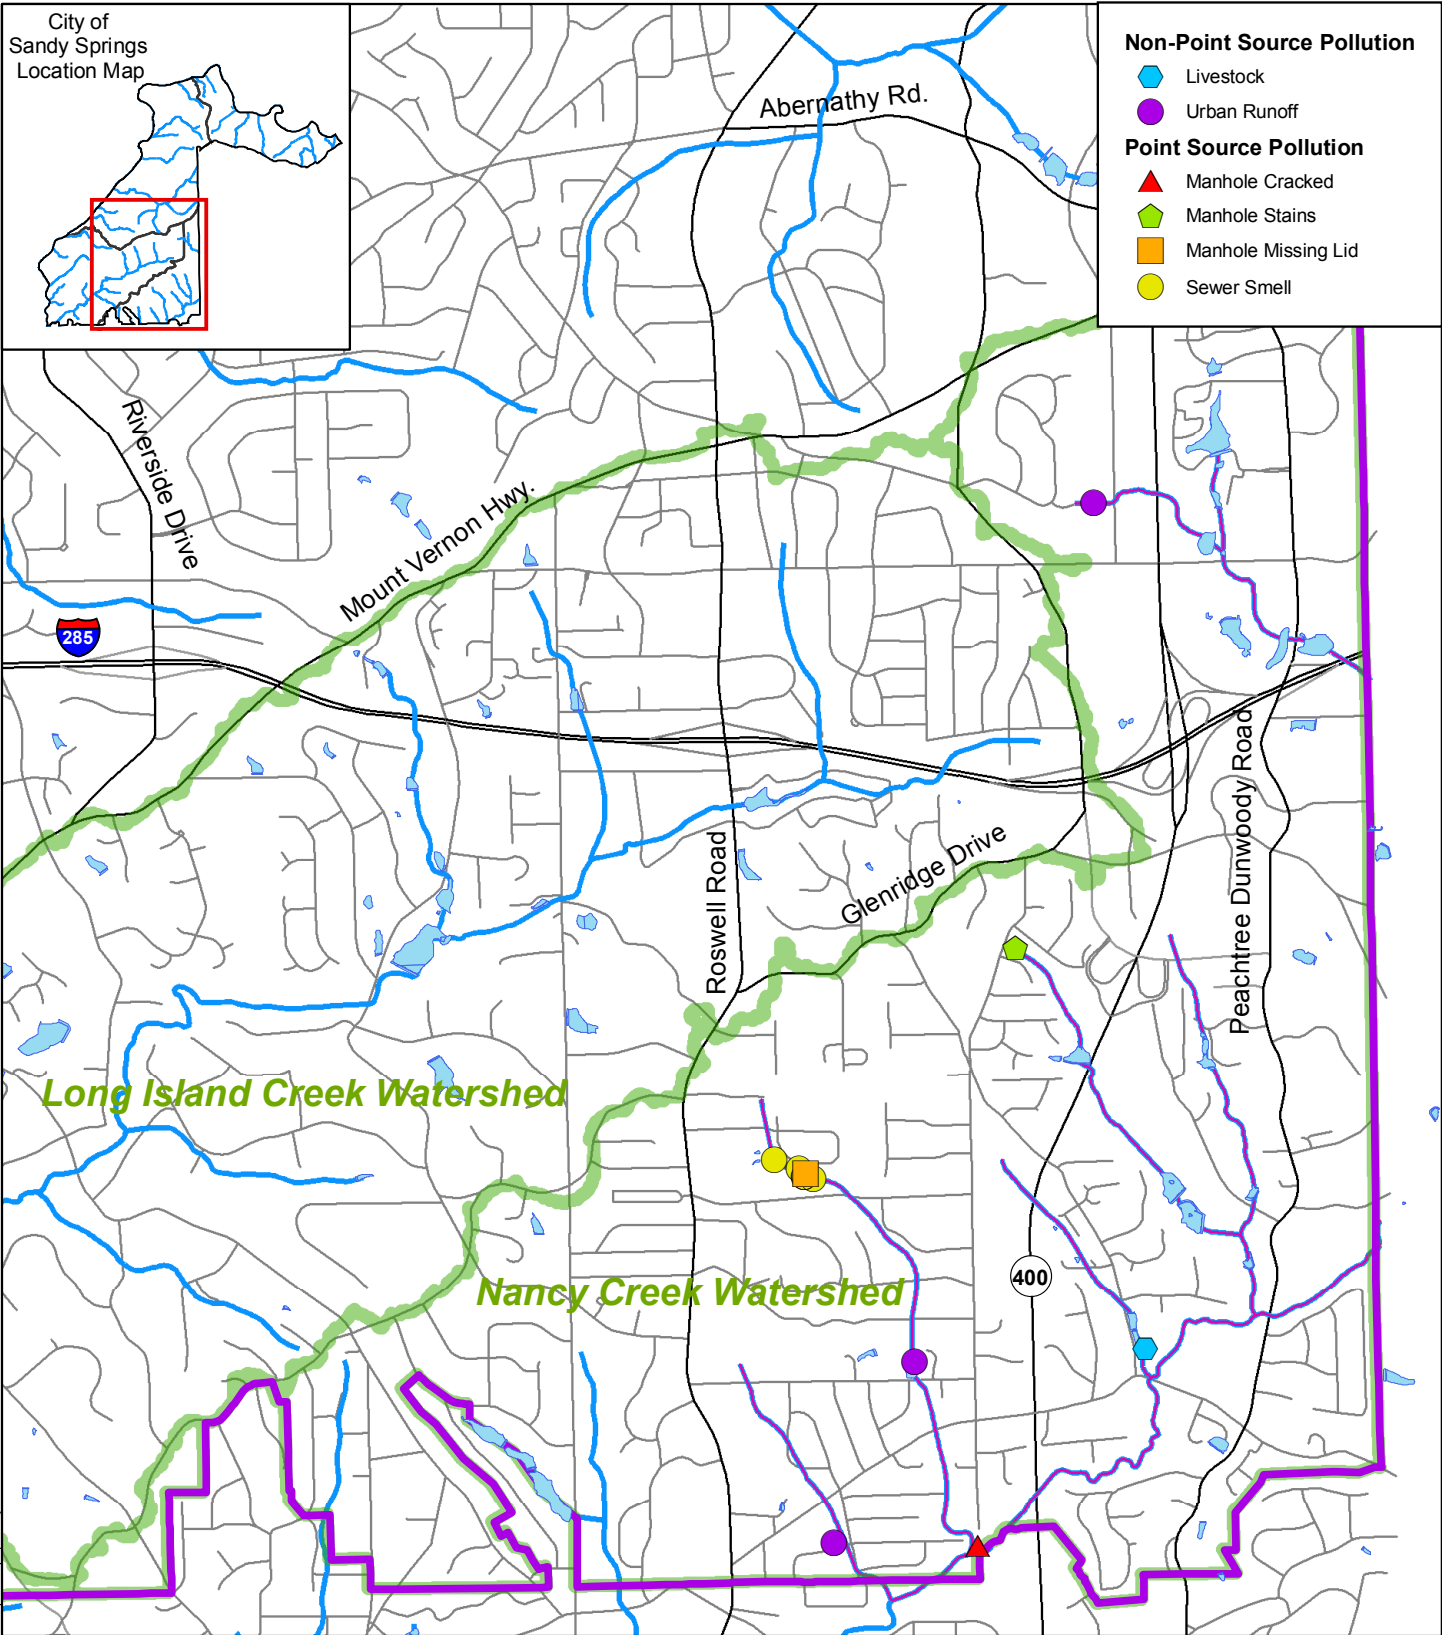 City of
Sandy Springs
Location Map
Non-Point Source Pollution
Livestock
Urban Runoff
Point Source Pollution
Manhole Cracked
Manhole Stains
Manhole Missing Lid
Sewer Smell
Abernathy Rd.
Riverside Drive
Mount Vernon Hwy.
285
Roswell Road
Glenridge Drive
Peachtree Dunwoody Road
Long Island Creek Watershed
Nancy Creek Watershed
400